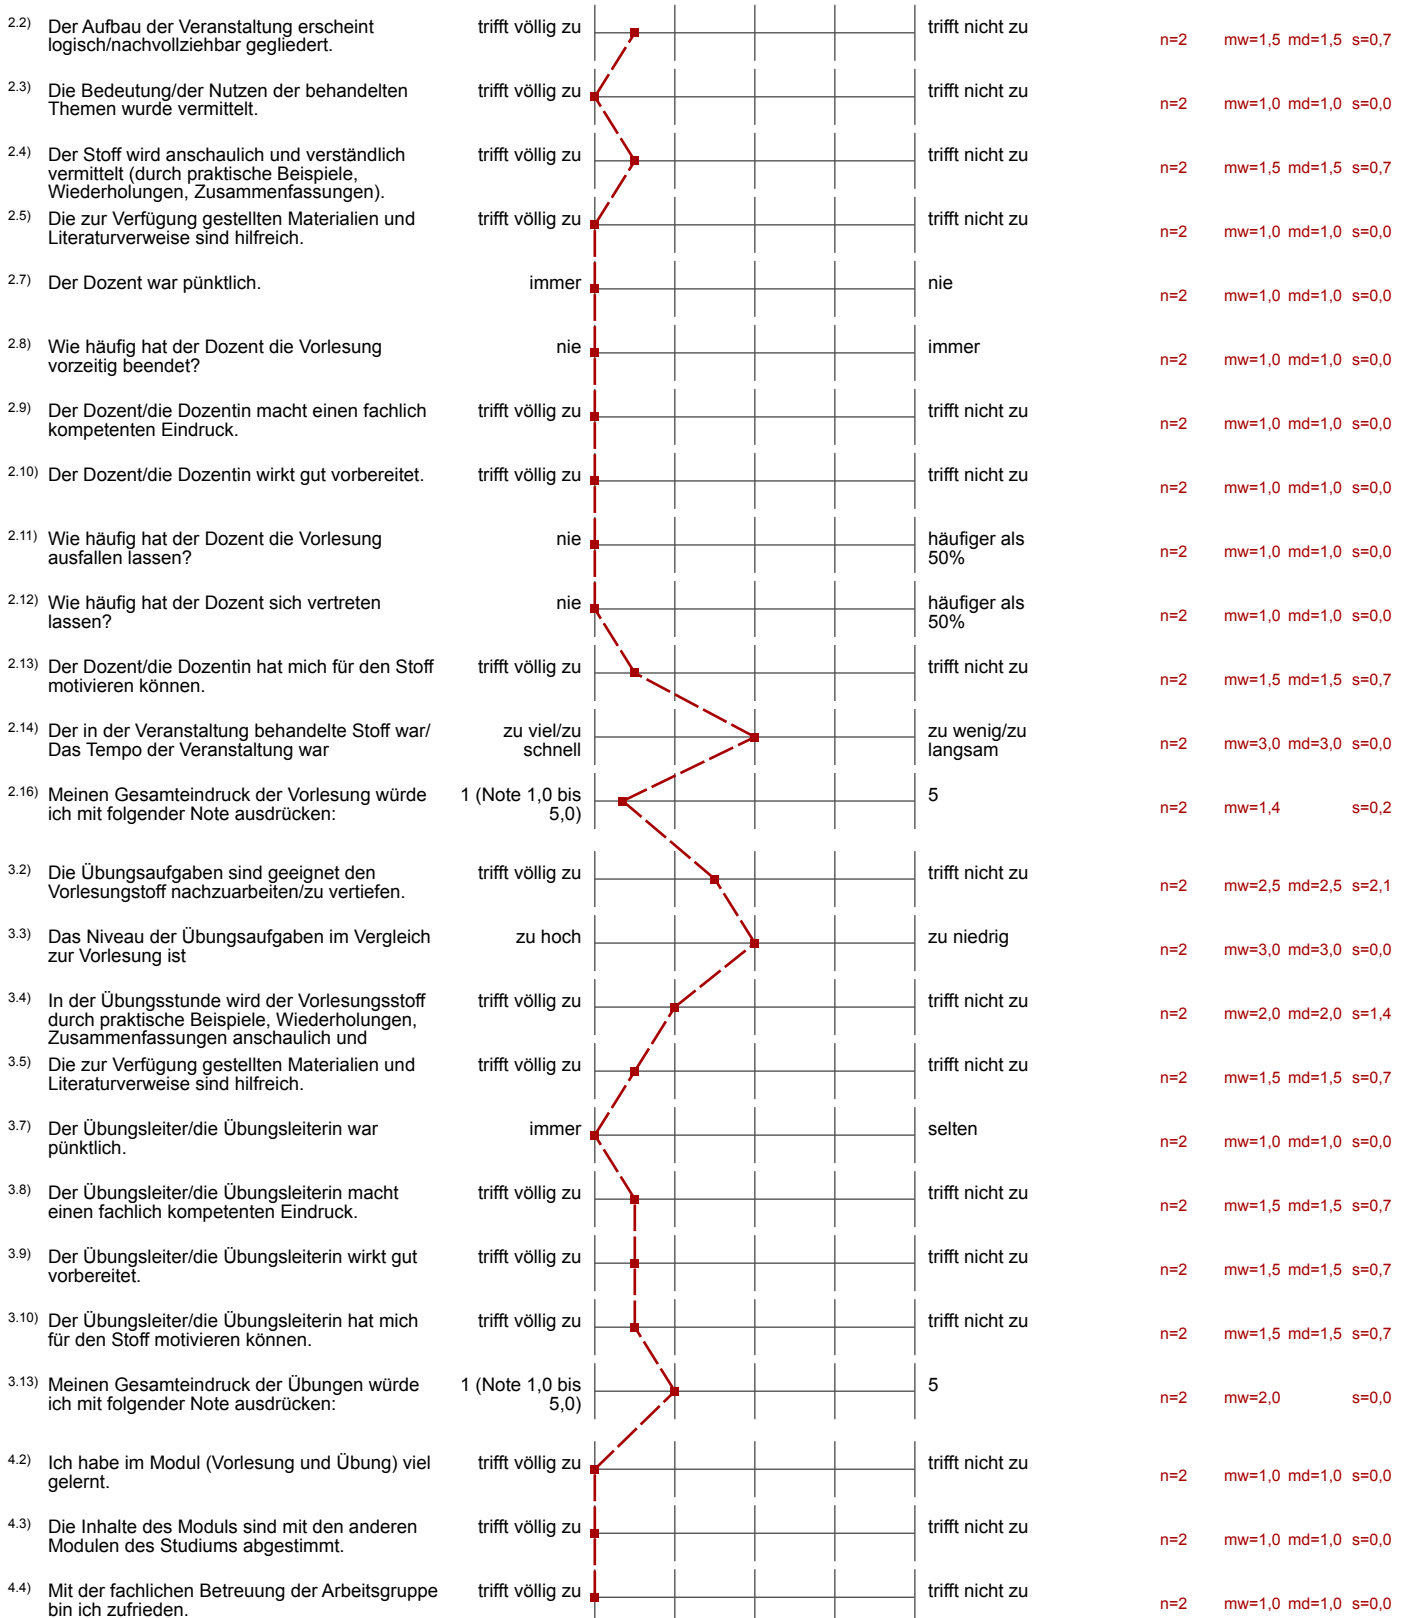 2.2) Der Aufbau der Veranstaltung erscheint
logisch/nachvollziehbar gegliedert.
trifft völlig zu
trifft nicht zu
n=2 mw=1,5 md=1,5 s=0,7
2.3) Die Bedeutung/der Nutzen der behandelten
Themen wurde vermittelt.
trifft völlig zu
trifft nicht zu
n=2 mw=1,0 md=1,0 s=0,0
2.4) Der Stoff wird anschaulich und verständlich
vermittelt (durch praktische Beispiele,
Wiederholungen, Zusammenfassungen).
trifft völlig zu
trifft nicht zu
n=2 mw=1,5 md=1,5 s=0,7
2.5) Die zur Verfügung gestellten Materialien und
Literaturverweise sind hilfreich.
trifft völlig zu
trifft nicht zu
n=2 mw=1,0 md=1,0 s=0,0
2.7) Der Dozent war pünktlich.
immer
nie
n=2 mw=1,0 md=1,0 s=0,0
2.8) Wie häufig hat der Dozent die Vorlesung
vorzeitig beendet?
nie
immer
n=2 mw=1,0 md=1,0 s=0,0
2.9) Der Dozent/die Dozentin macht einen fachlich
kompetenten Eindruck.
trifft völlig zu
trifft nicht zu
n=2 mw=1,0 md=1,0 s=0,0
2.10) Der Dozent/die Dozentin wirkt gut vorbereitet.
trifft völlig zu
trifft nicht zu
n=2 mw=1,0 md=1,0 s=0,0
2.11) Wie häufig hat der Dozent die Vorlesung
ausfallen lassen?
nie
häufiger als
50%
n=2 mw=1,0 md=1,0 s=0,0
2.12) Wie häufig hat der Dozent sich vertreten
lassen?
nie
häufiger als
50%
n=2 mw=1,0 md=1,0 s=0,0
2.13) Der Dozent/die Dozentin hat mich für den Stoff
motivieren können.
trifft völlig zu
trifft nicht zu
n=2 mw=1,5 md=1,5 s=0,7
2.14) Der in der Veranstaltung behandelte Stoff war/
Das Tempo der Veranstaltung war
zu viel/zu
schnell
zu wenig/zu
langsam
n=2 mw=3,0 md=3,0 s=0,0
2.16) Meinen Gesamteindruck der Vorlesung würde
ich mit folgender Note ausdrücken:
1 (Note 1,0 bis
5,0)
5
n=2 mw=1,4 s=0,2
3.2) Die Übungsaufgaben sind geeignet den
Vorlesungstoff nachzuarbeiten/zu vertiefen.
trifft völlig zu
trifft nicht zu
n=2 mw=2,5 md=2,5 s=2,1
3.3) Das Niveau der Übungsaufgaben im Vergleich
zur Vorlesung ist
zu hoch
zu niedrig
n=2 mw=3,0 md=3,0 s=0,0
3.4) In der Übungsstunde wird der Vorlesungsstoff
durch praktische Beispiele, Wiederholungen,
Zusammenfassungen anschaulich und
trifft völlig zu
trifft nicht zu
n=2 mw=2,0 md=2,0 s=1,4
3.5) Die zur Verfügung gestellten Materialien und
Literaturverweise sind hilfreich.
trifft völlig zu
trifft nicht zu
n=2 mw=1,5 md=1,5 s=0,7
3.7) Der Übungsleiter/die Übungsleiterin war
pünktlich.
immer
selten
n=2 mw=1,0 md=1,0 s=0,0
3.8) Der Übungsleiter/die Übungsleiterin macht
einen fachlich kompetenten Eindruck.
trifft völlig zu
trifft nicht zu
n=2 mw=1,5 md=1,5 s=0,7
3.9) Der Übungsleiter/die Übungsleiterin wirkt gut
vorbereitet.
trifft völlig zu
trifft nicht zu
n=2 mw=1,5 md=1,5 s=0,7
3.10) Der Übungsleiter/die Übungsleiterin hat mich
für den Stoff motivieren können.
trifft völlig zu
trifft nicht zu
n=2 mw=1,5 md=1,5 s=0,7
3.13) Meinen Gesamteindruck der Übungen würde
ich mit folgender Note ausdrücken:
1 (Note 1,0 bis
5,0)
5
n=2 mw=2,0 s=0,0
4.2) Ich habe im Modul (Vorlesung und Übung) viel
gelernt.
trifft völlig zu
trifft nicht zu
n=2 mw=1,0 md=1,0 s=0,0
4.3) Die Inhalte des Moduls sind mit den anderen
Modulen des Studiums abgestimmt.
trifft völlig zu
trifft nicht zu
n=2 mw=1,0 md=1,0 s=0,0
4.4) Mit der fachlichen Betreuung der Arbeitsgruppe
bin ich zufrieden.
trifft völlig zu
trifft nicht zu
n=2 mw=1,0 md=1,0 s=0,0